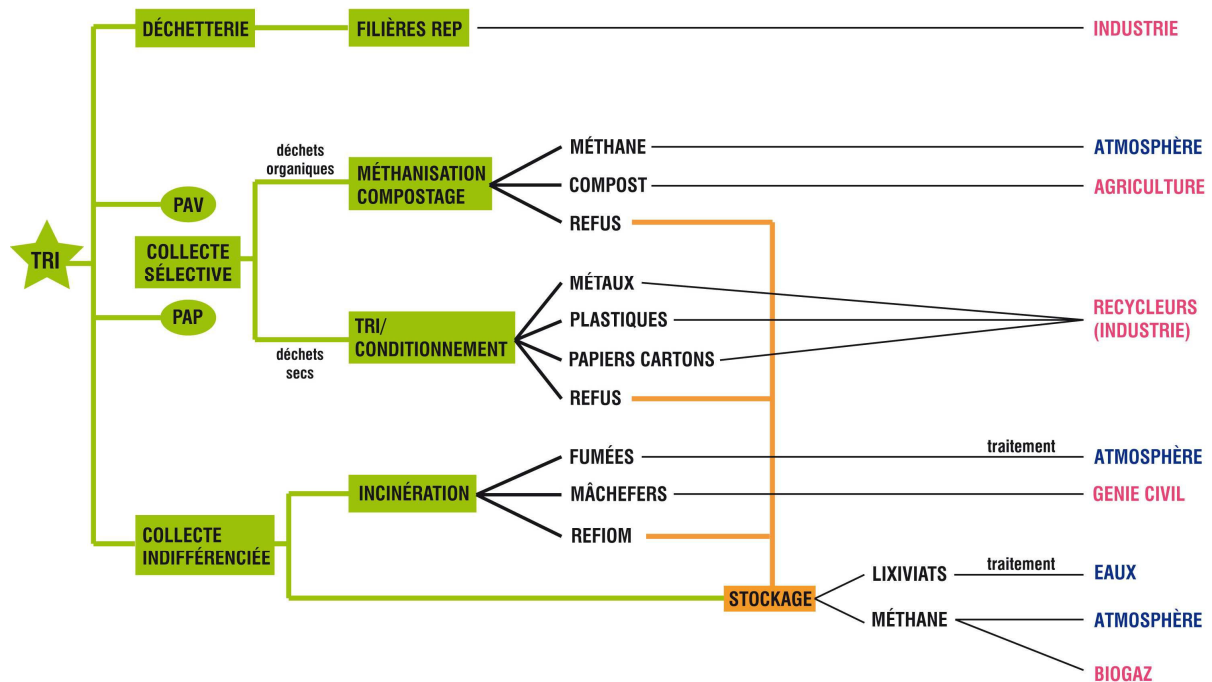 DÉCHETTERIE
FILIÈRES REP
INDUSTRIE
déchets
organiques
MÉTHANISATION
COMPOSTAGE
MÉTHANE
ATMOSPHÈRE
COMPOST
AGRICULTURE
REFUS
PAV
TRI
COLLECTE
SÉLECTIVE
PAP
déchets
secs
TRI/
CONDITIONNEMENT
MÉTAUX
PLASTIQUES
PAPIERS CARTONS
REFUS
RECYCLEURS
(INDUSTRIE)
COLLECTE
INDIFFÉRENCIÉE
INCINÉRATION
FUMÉES
traitement
ATMOSPHÈRE
MÂCHEFERS
GENIE CIVIL
REFIOM
STOCKAGE
LIXIVIATS
traitement
EAUX
MÉTHANE
ATMOSPHÈRE
BIOGAZ